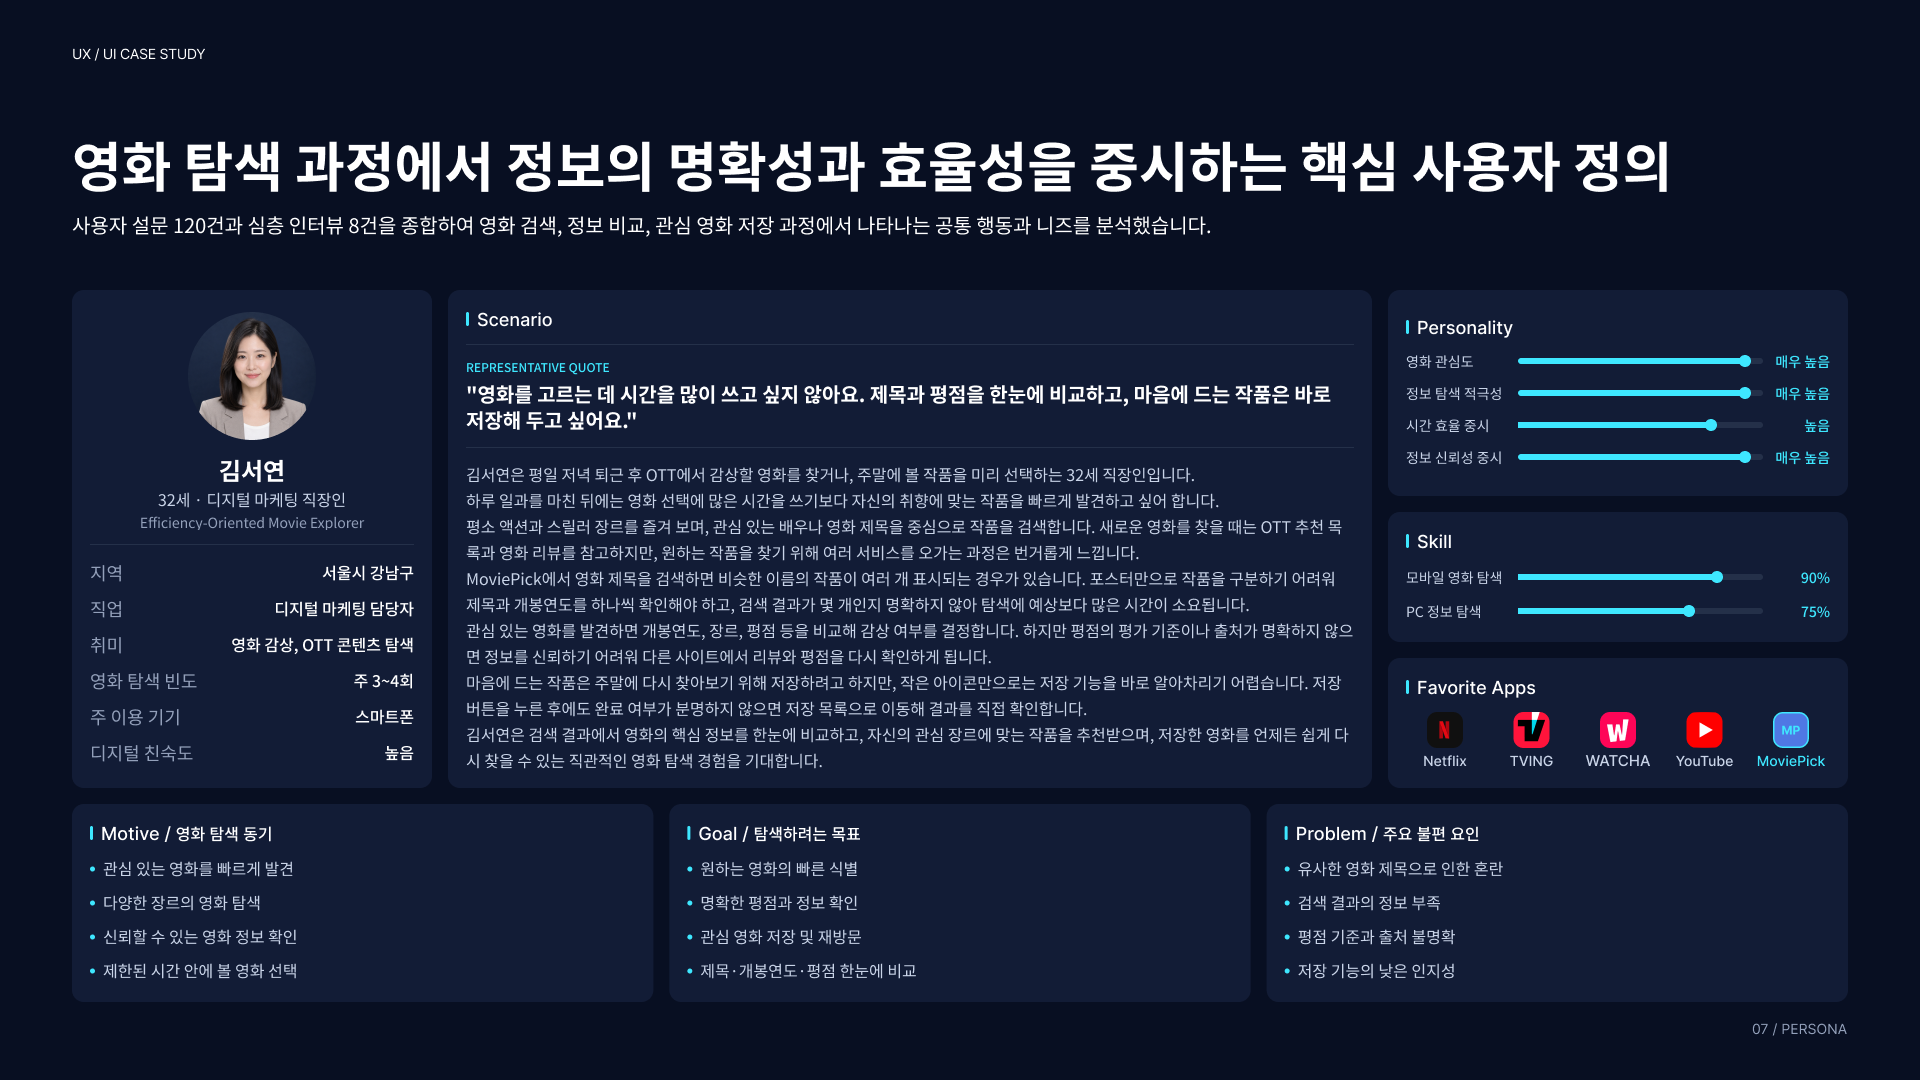 UX / UI CASE STUDY
영화 탐색 과정에서 정보의 명확성과 효율성을 중시하는 핵심 사용자 정의
사용자 설문 120건과 심층 인터뷰 8건을 종합하여 영화 검색, 정보 비교, 관심 영화 저장 과정에서 나타나는 공통 행동과 니즈를 분석했습니다.
김서연
32세 · 디지털 마케팅 직장인
Efficiency-Oriented Movie Explorer
지역 서울시 강남구
직업 디지털 마케팅 담당자
취미 영화 감상, OTT 콘텐츠 탐색
영화 탐색 빈도 주 3~4회
주 이용 기기 스마트폰
디지털 친숙도 높음
Scenario
REPRESENTATIVE QUOTE
"영화를 고르는 데 시간을 많이 쓰고 싶지 않아요. 제목과 평점을 한눈에 비교하고, 마음에 드는 작품은 바로
저장해 두고 싶어요."
김서연은 평일 저녁 퇴근 후 OTT에서 감상할 영화를 찾거나, 주말에 볼 작품을 미리 선택하는 32세 직장인입니다.
하루 일과를 마친 뒤에는 영화 선택에 많은 시간을 쓰기보다 자신의 취향에 맞는 작품을 빠르게 발견하고 싶어 합니다.
평소 액션과 스릴러 장르를 즐겨 보며, 관심 있는 배우나 영화 제목을 중심으로 작품을 검색합니다. 새로운 영화를 찾을 때는 OTT 추천 목
록과 영화 리뷰를 참고하지만, 원하는 작품을 찾기 위해 여러 서비스를 오가는 과정은 번거롭게 느낍니다.
MoviePick에서 영화 제목을 검색하면 비슷한 이름의 작품이 여러 개 표시되는 경우가 있습니다. 포스터만으로 작품을 구분하기 어려워
제목과 개봉연도를 하나씩 확인해야 하고, 검색 결과가 몇 개인지 명확하지 않아 탐색에 예상보다 많은 시간이 소요됩니다.
관심 있는 영화를 발견하면 개봉연도, 장르, 평점 등을 비교해 감상 여부를 결정합니다. 하지만 평점의 평가 기준이나 출처가 명확하지 않으
면 정보를 신뢰하기 어려워 다른 사이트에서 리뷰와 평점을 다시 확인하게 됩니다.
마음에 드는 작품은 주말에 다시 찾아보기 위해 저장하려고 하지만, 작은 아이콘만으로는 저장 기능을 바로 알아차리기 어렵습니다. 저장
버튼을 누른 후에도 완료 여부가 분명하지 않으면 저장 목록으로 이동해 결과를 직접 확인합니다.
김서연은 검색 결과에서 영화의 핵심 정보를 한눈에 비교하고, 자신의 관심 장르에 맞는 작품을 추천받으며, 저장한 영화를 언제든 쉽게 다
시 찾을 수 있는 직관적인 영화 탐색 경험을 기대합니다.
Personality
영화 관심도 매우 높음
정보 탐색 적극성 매우 높음
시간 효율 중시 높음
정보 신뢰성 중시 매우 높음
Skill
모바일 영화 탐색 90%
PC 정보 탐색 75%
Favorite Apps
N T W MP
Netflix TVING WATCHA YouTube MoviePick
Motive / 영화 탐색 동기
• 관심 있는 영화를 빠르게 발견
• 다양한 장르의 영화 탐색
• 신뢰할 수 있는 영화 정보 확인
• 제한된 시간 안에 볼 영화 선택
Goal / 탐색하려는 목표
• 원하는 영화의 빠른 식별
• 명확한 평점과 정보 확인
• 관심 영화 저장 및 재방문
• 제목·개봉연도·평점 한눈에 비교
Problem / 주요 불편 요인
• 유사한 영화 제목으로 인한 혼란
• 검색 결과의 정보 부족
• 평점 기준과 출처 불명확
• 저장 기능의 낮은 인지성
07 / PERSONA